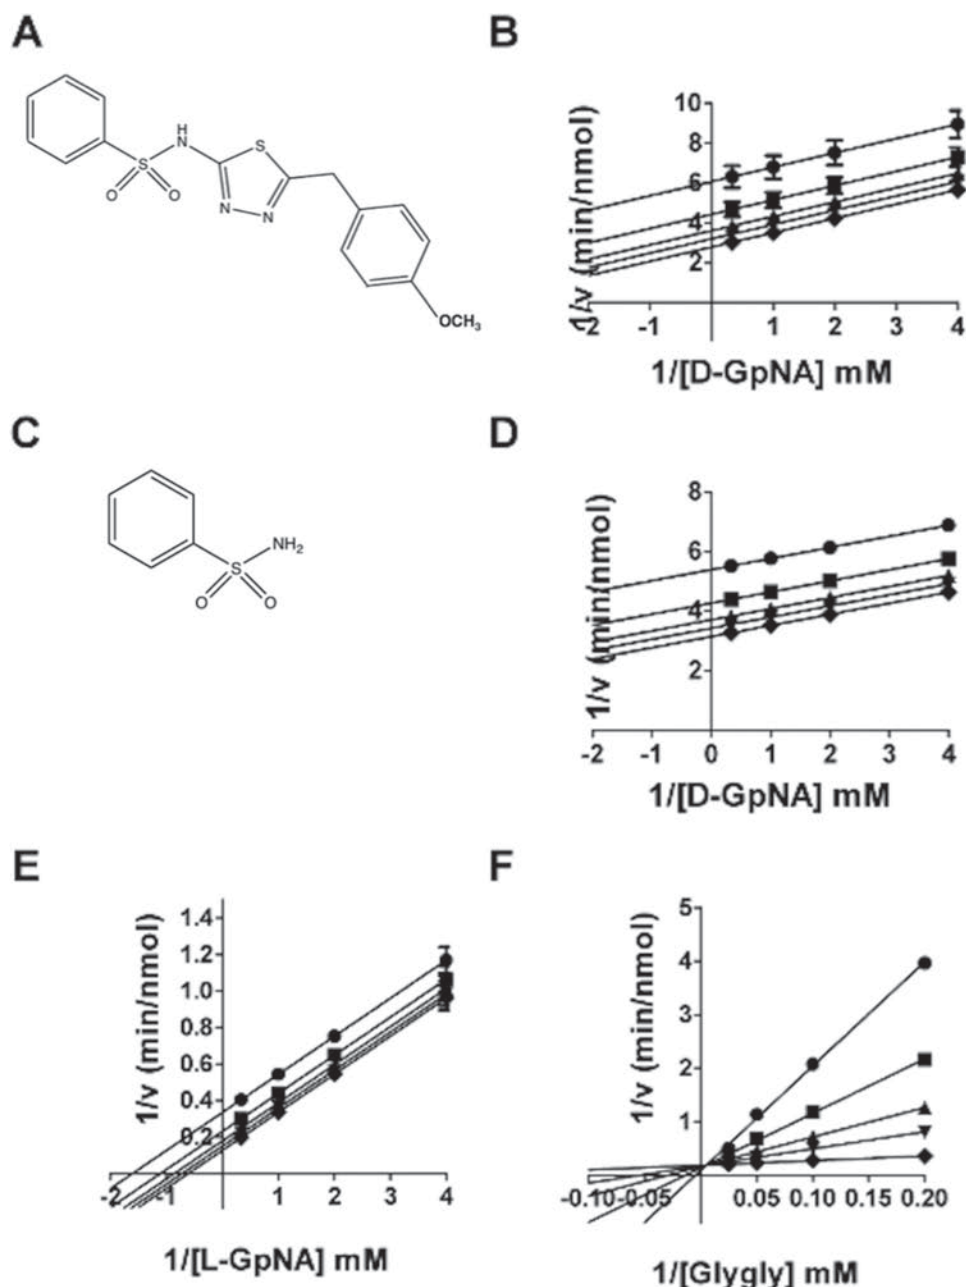 A
H
N
S
S
O
O
N
N
OCH₃
B
1/v (min/nmol)
10
8
6
4
2
-2
-1
0
1
2
3
4
1/[D-GpNA] mM
C
NH₂
S
O
O
D
1/v (min/nmol)
8
6
4
2
-2
-1
0
1
2
3
4
1/[D-GpNA] mM
E
1/v (min/nmol)
1.4
1.2
1.0
0.8
0.6
0.4
0.2
-2
-1
0
1
2
3
4
1/[L-GpNA] mM
F
1/v (min/nmol)
5
4
3
2
1
-0.10
-0.05
0.05
0.10
0.15
0.20
1/[Glygly] mM